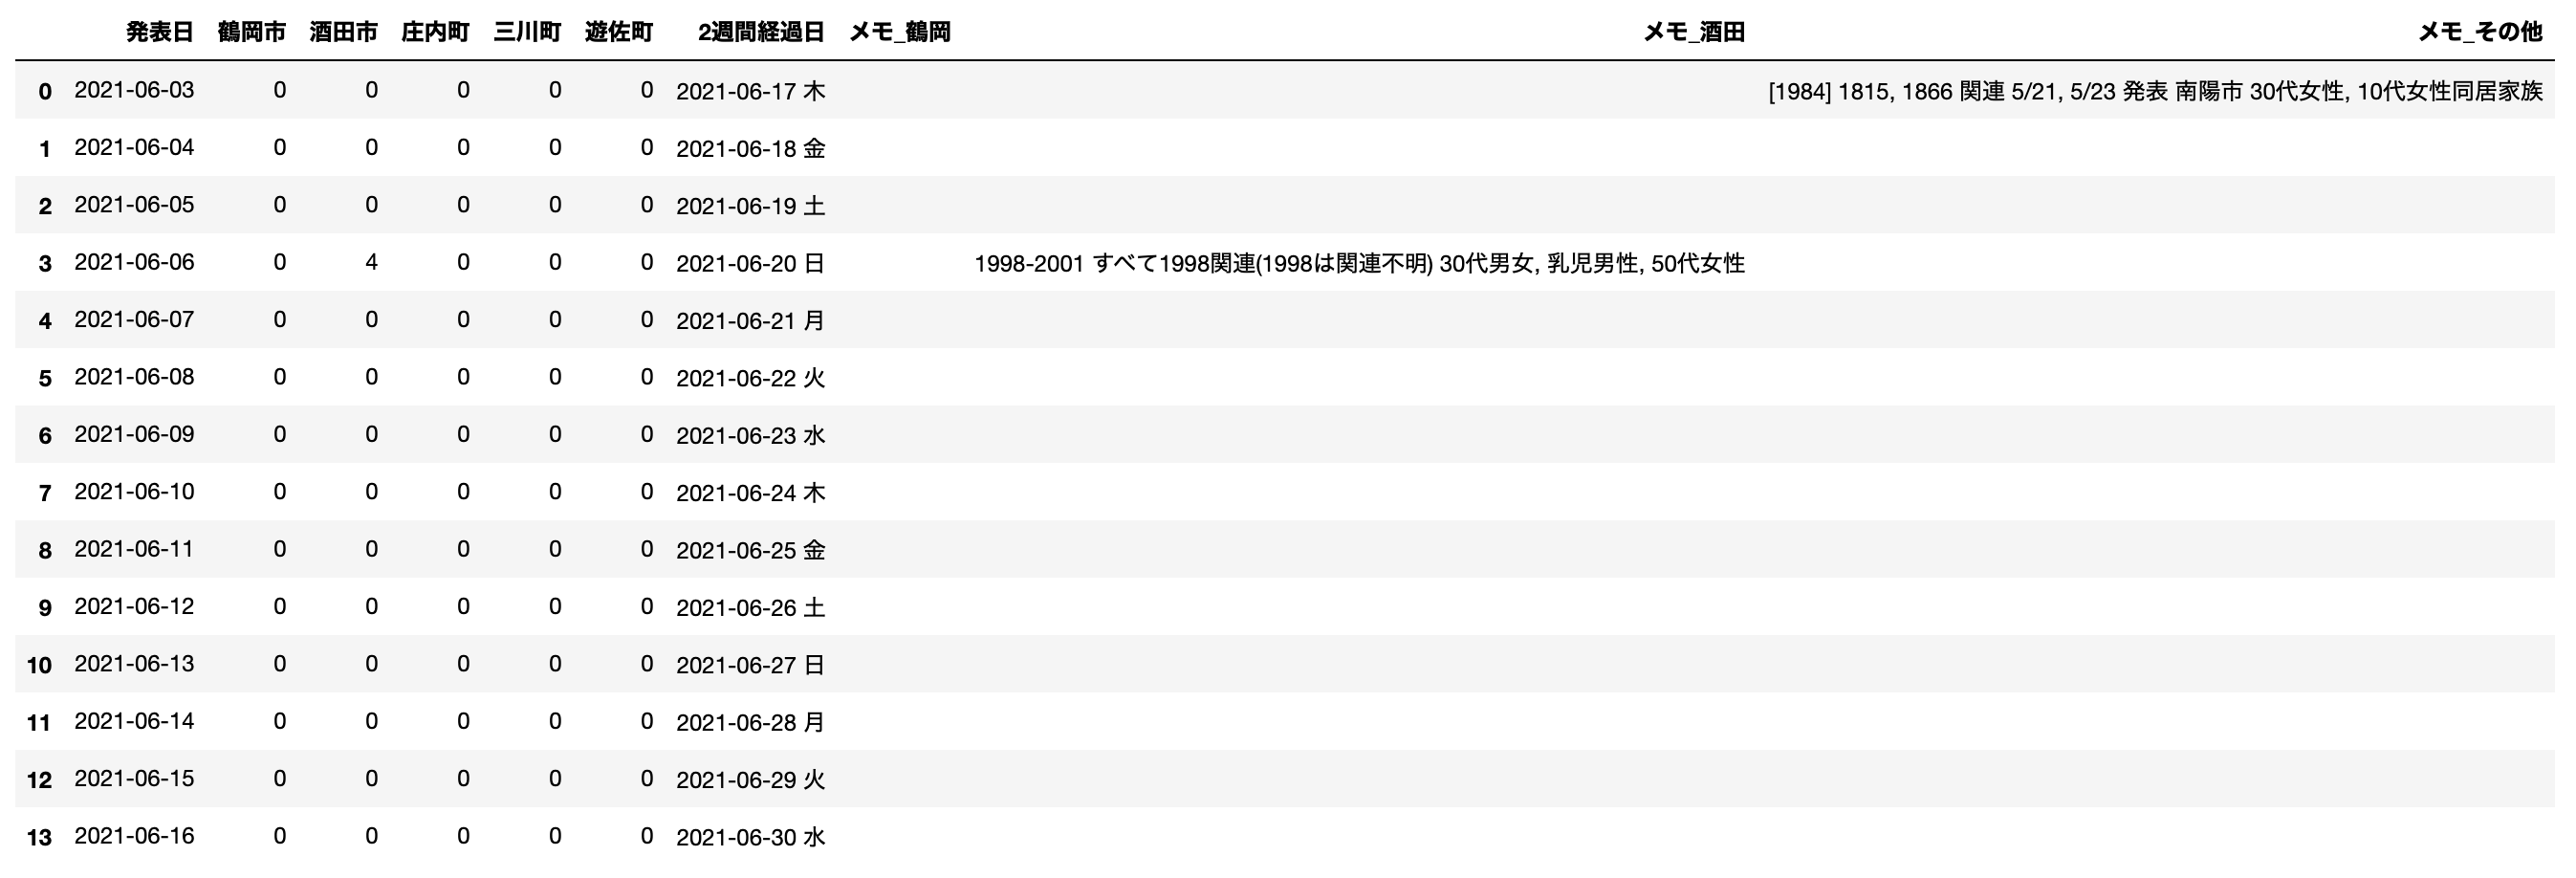 発表日 鶴岡市 酒田市 庄内町 三川町 遊佐町 2週間経過日 メモ_鶴岡 メモ_酒田 メモ_その他
0 2021-06-03 0 0 0 0 0 2021-06-17 木 [1984] 1815, 1866 関連 5/21, 5/23 発表 南陽市 30代女性, 10代女性同居家族
1 2021-06-04 0 0 0 0 0 2021-06-18 金
2 2021-06-05 0 0 0 0 0 2021-06-19 土
3 2021-06-06 0 4 0 0 0 2021-06-20 日 1998-2001 すべて1998関連(1998は関連不明) 30代男女, 乳児男性, 50代女性
4 2021-06-07 0 0 0 0 0 2021-06-21 月
5 2021-06-08 0 0 0 0 0 2021-06-22 火
6 2021-06-09 0 0 0 0 0 2021-06-23 水
7 2021-06-10 0 0 0 0 0 2021-06-24 木
8 2021-06-11 0 0 0 0 0 2021-06-25 金
9 2021-06-12 0 0 0 0 0 2021-06-26 土
10 2021-06-13 0 0 0 0 0 2021-06-27 日
11 2021-06-14 0 0 0 0 0 2021-06-28 月
12 2021-06-15 0 0 0 0 0 2021-06-29 火
13 2021-06-16 0 0 0 0 0 2021-06-30 水